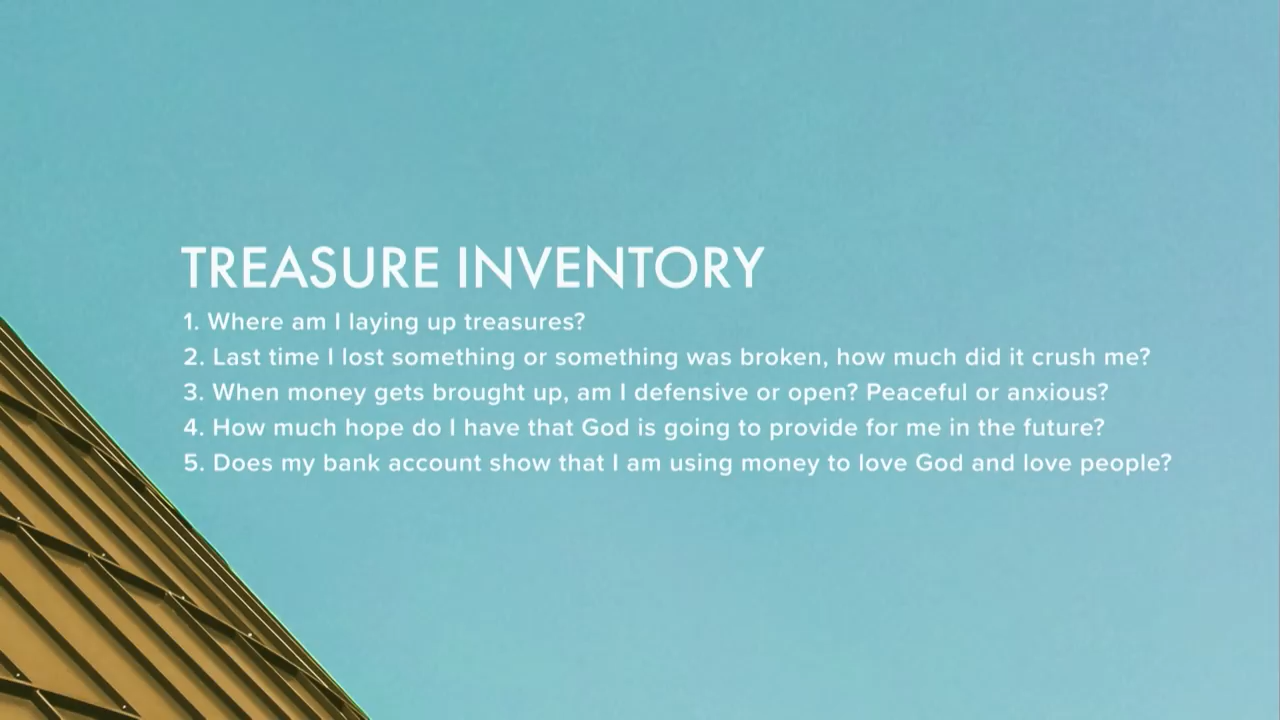 TREASURE INVENTORY
1. Where am I laying up treasures?
2. Last time I lost something or something was broken, how much did it crush me?
3. When money gets brought up, am I defensive or open? Peaceful or anxious?
4. How much hope do I have that God is going to provide for me in the future?
5. Does my bank account show that I am using money to love God and love people?